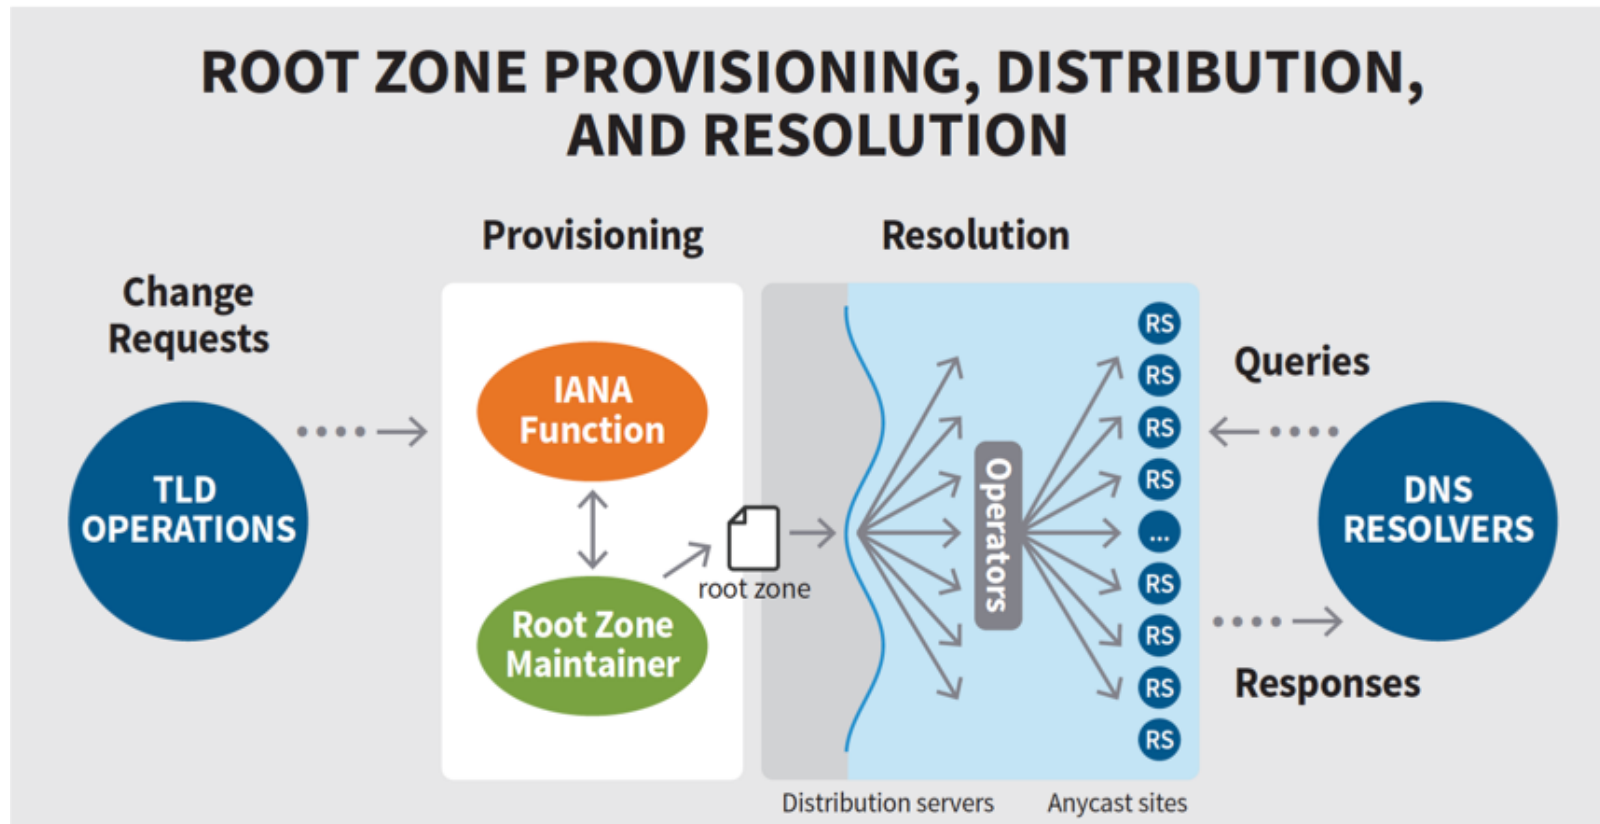 ROOT ZONE PROVISIONING, DISTRIBUTION,
AND RESOLUTION
Provisioning
Resolution
Change
Requests
TLD
OPERATIONS
IANA
Function
Root Zone
Maintainer
root zone
Operators
RS
RS
RS
RS
...
RS
RS
RS
RS
Distribution servers
Anycast sites
Queries
DNS
RESOLVERS
Responses